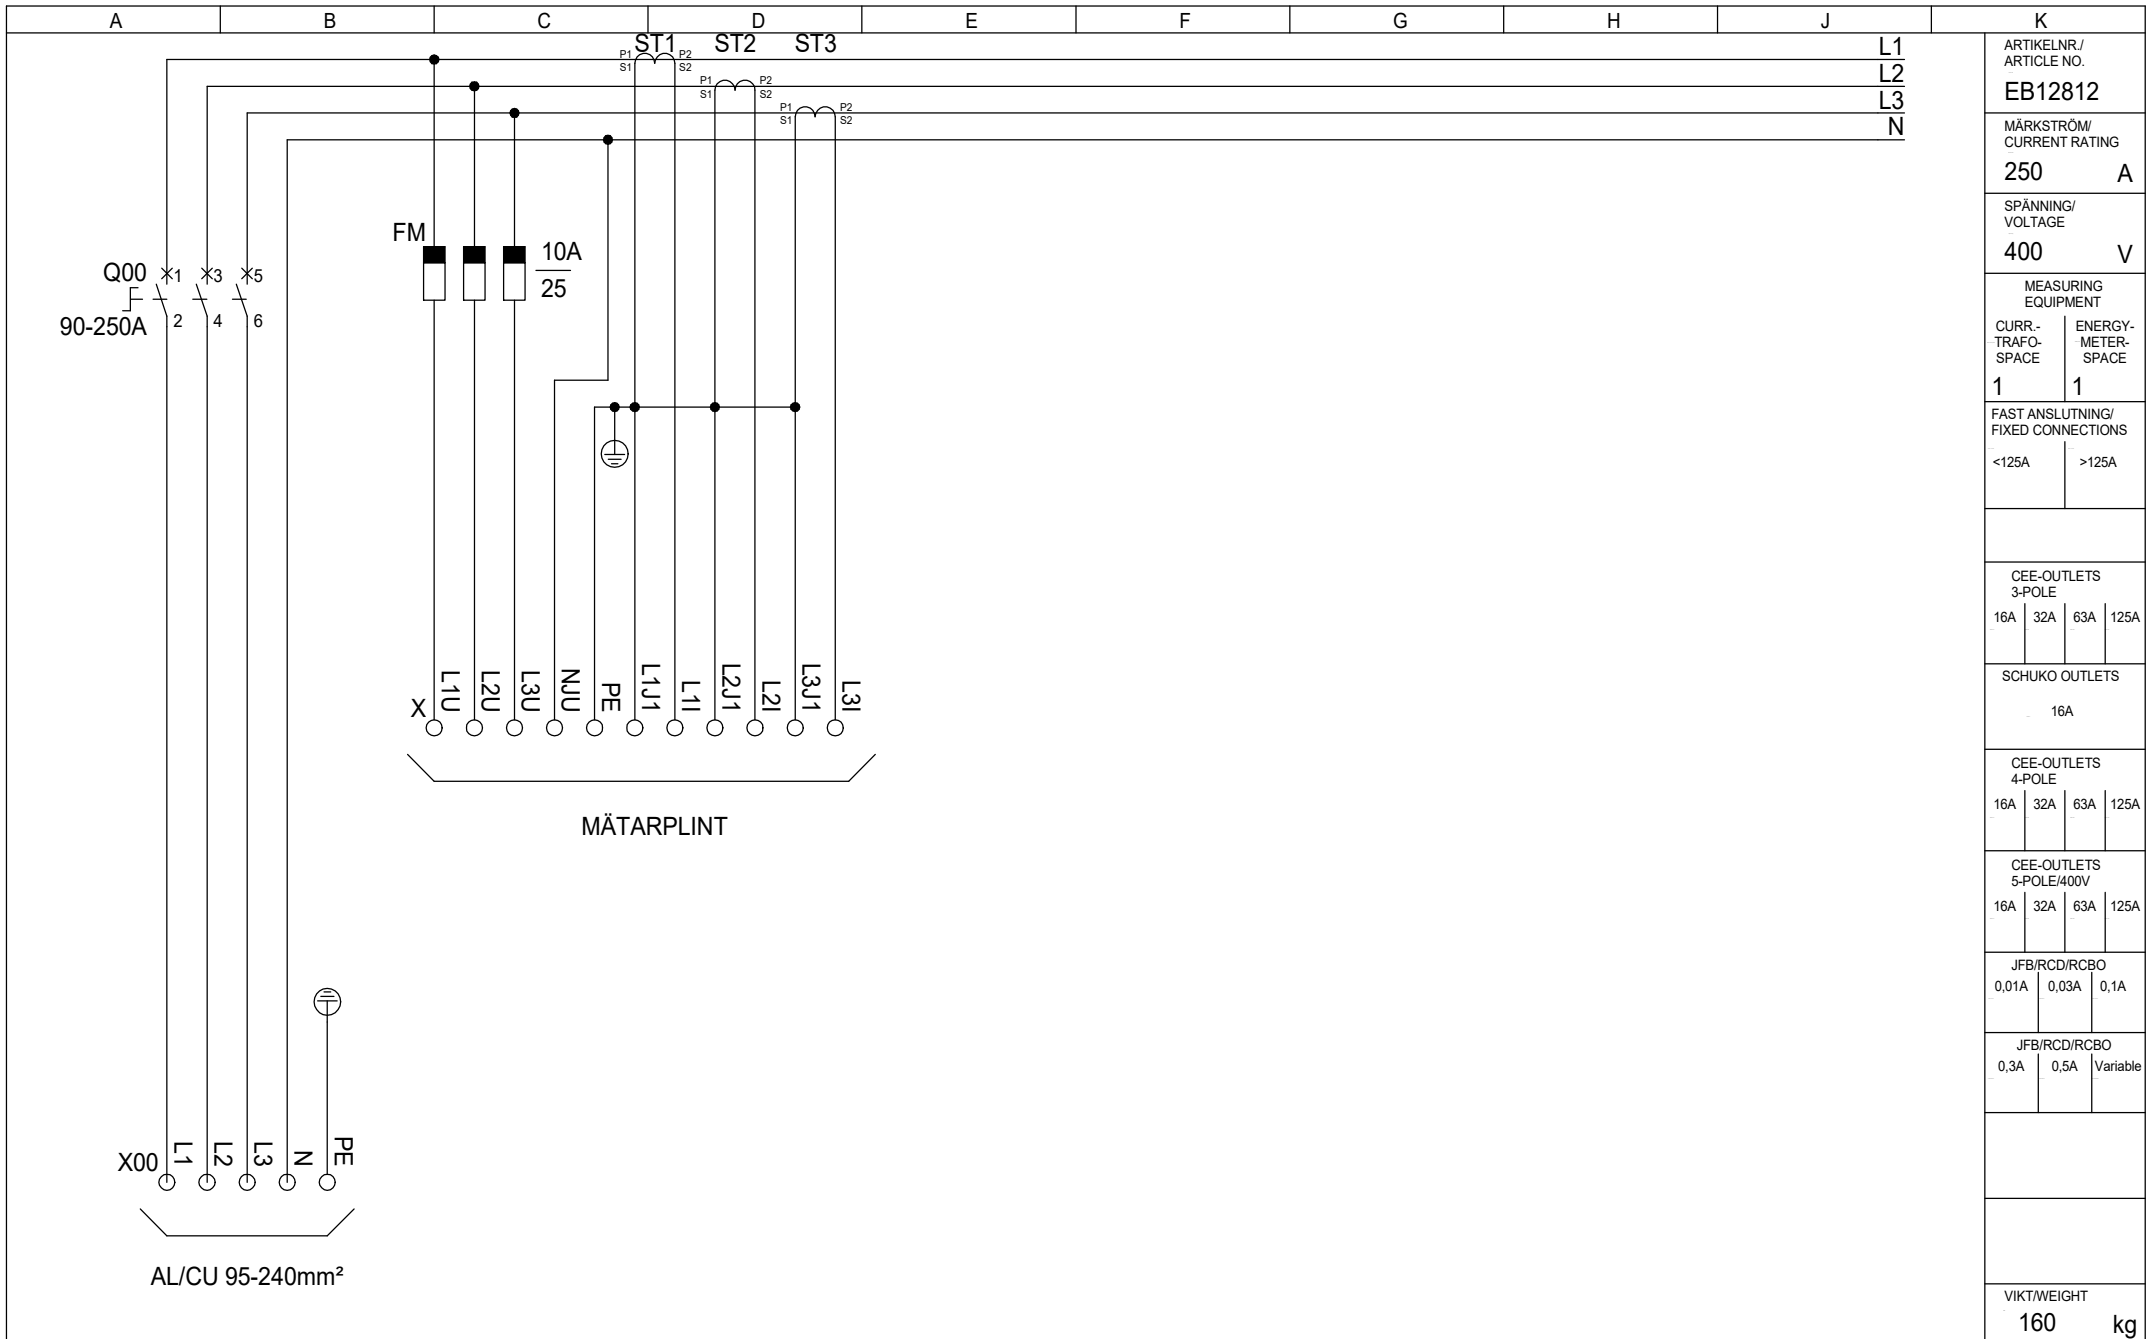 A B C D E F G H J K
ST1 ST2 ST3
P1 P2
S1 S2
P1 P2
S1 S2
P1 P2
S1 S2
L1
L2
L3
N
FM
10A
25
Q00 1 3 5
90-250A 2 4 6
X L1U L2U L3U NJU PE L1J1 L1I L2J1 L2I L3J1 L3I
MÄTARPLINT
X00 L1 L2 L3 N PE
AL/CU 95-240mm²
ARTIKELNR./
ARTICLE NO.
EB12812
MÄRKSTRÖM/
CURRENT RATING
250 A
SPÄNNING/
VOLTAGE
400 V
MEASURING
EQUIPMENT
CURR.-
TRAFO-
SPACE
1
ENERGY-
METER-
SPACE
1
FAST ANSLUTNING/
FIXED CONNECTIONS
<125A >125A
CEE-OUTLETS
3-POLE
16A 32A 63A 125A
SCHUKO OUTLETS
16A
CEE-OUTLETS
4-POLE
16A 32A 63A 125A
CEE-OUTLETS
5-POLE/400V
16A 32A 63A 125A
JFB/RCD/RCBO
0,01A 0,03A 0,1A
JFB/RCD/RCBO
0,3A 0,5A Variable
VIKT/WEIGHT
160 kg